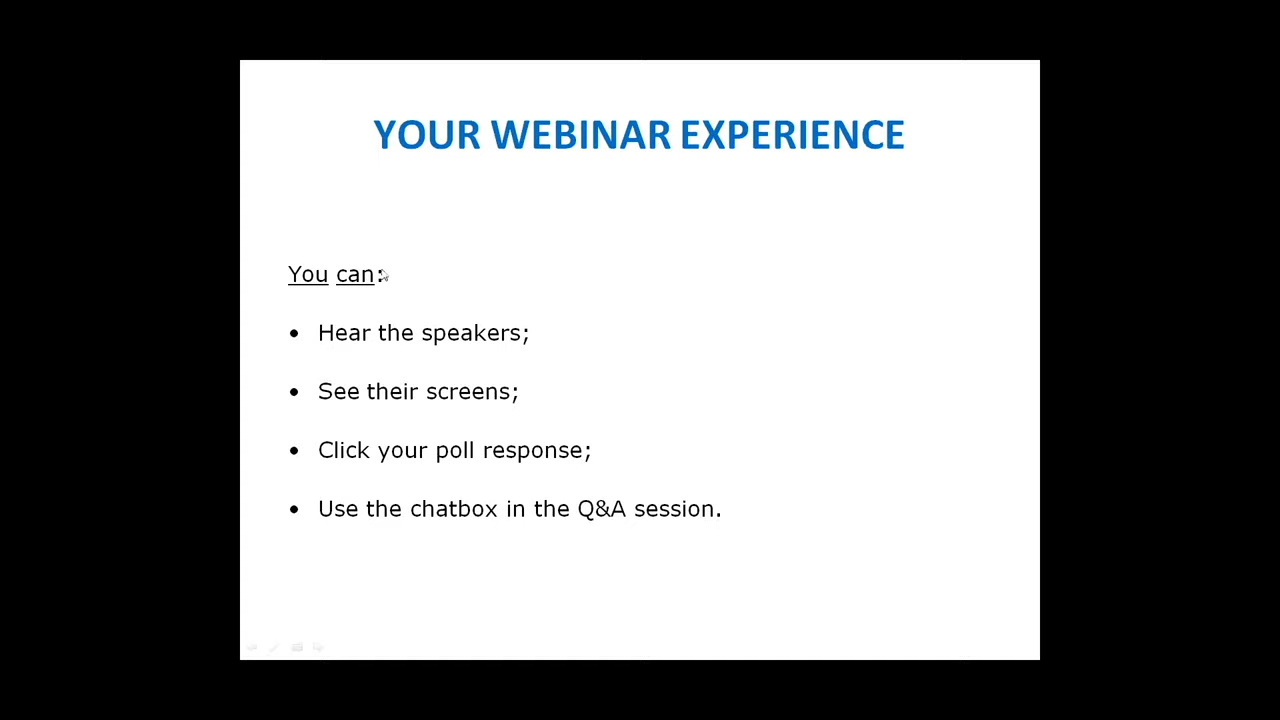 YOUR WEBINAR EXPERIENCE
You can:
• Hear the speakers;
• See their screens;
• Click your poll response;
• Use the chatbox in the Q&A session.